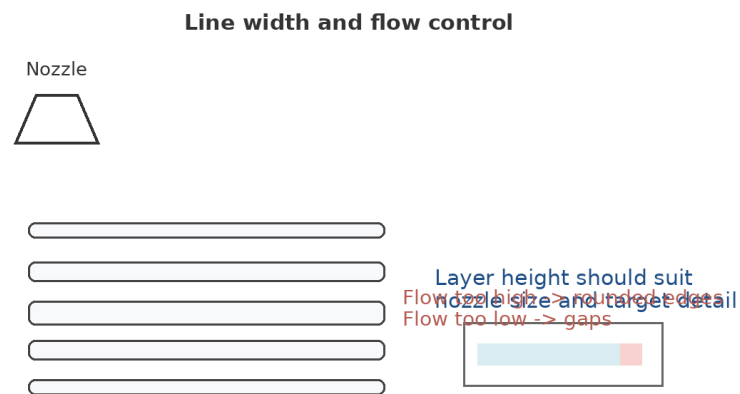 Line width and flow control
Nozzle
Layer height should suit
nozzle size and target detail
Flow too high -> rounded edges
Flow too low -> gaps